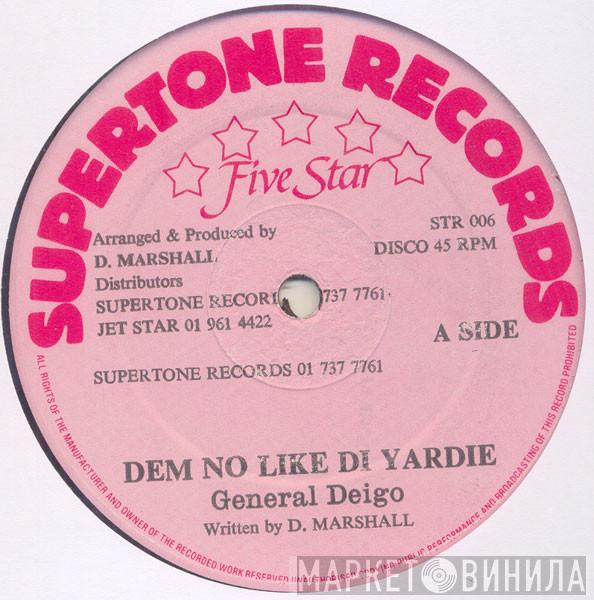 SUPERTONE RECORDS
Five Star
Arranged & Produced by
D. MARSHALL
Distributors
SUPERTONE RECOR 737 7761
JET STAR 01 961 4422
SUPERTONE RECORDS 01 737 7761
STR 006
DISCO 45 RPM
A SIDE
DEM NO LIKE DI YARDIE
General Deigo
Written by D. MARSHALL
ALL RIGHTS OF THE MANUFACTURER AND OWNER OF THE RECORDED WORK RESERVED UNAUTHORISED COPYING PUBLIC PERFORMANCE AND BROADCASTING OF THIS RECORD PROHIBITED
МАРКЕТ ВИНИЛА